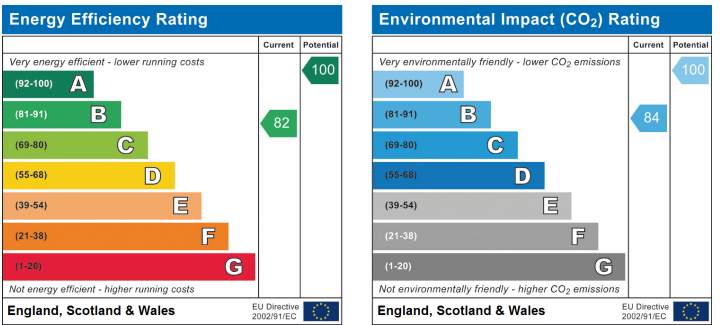 Energy Efficiency Rating
Current Potential
Very energy efficient - lower running costs
(92-100) A
(81-91) B
(69-80) C
(55-68) D
(39-54) E
(21-38) F
(1-20) G
82
100
Not energy efficient - higher running costs
England, Scotland & Wales
EU Directive
2002/91/EC
Environmental Impact (CO₂) Rating
Current Potential
Very environmentally friendly - lower CO₂ emissions
(92-100) A
(81-91) B
(69-80) C
(55-68) D
(39-54) E
(21-38) F
(1-20) G
84
100
Not environmentally friendly - higher CO₂ emissions
England, Scotland & Wales
EU Directive
2002/91/EC